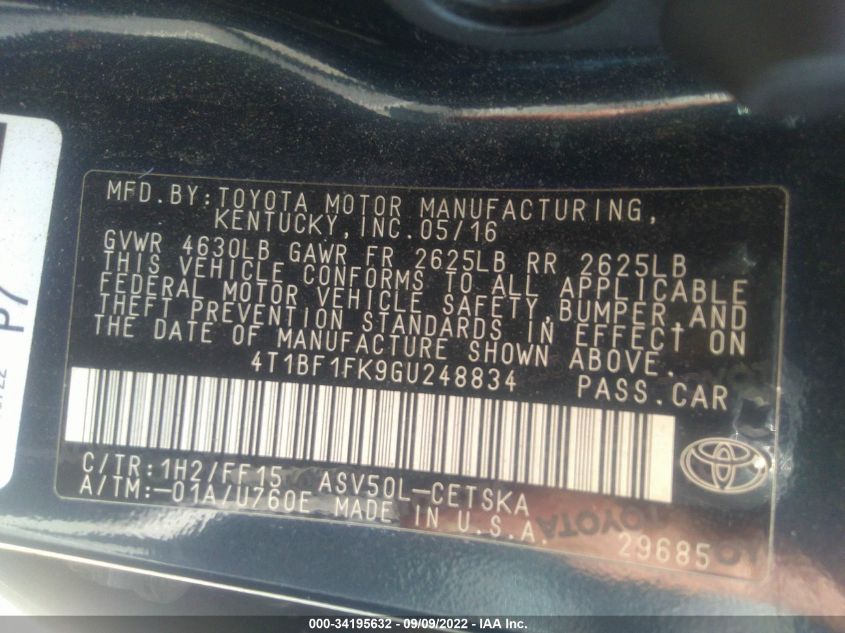 MFD.BY:TOYOTA MOTOR MANUFACTURING,
KENTUCKY, INC. 05/16
GVWR 4630LB GAWR FR 2625LB RR 2625LB
THIS VEHICLE CONFORMS TO ALL APPLICABLE
FEDERAL MOTOR VEHICLE SAFETY, BUMPER, AND
THEFT PREVENTION STANDARDS IN EFFECT ON
THE DATE OF MANUFACTURE SHOWN ABOVE.
4T1BF1FK9GU248834 PASS.CAR
C/TR:1H2/FF15 ASV50L-CETSKA
A/TM:-01A/U760E MADE IN U.S.A.
29685
TOYOTA
P7
000-34195632 - 09/09/2022 - IAA Inc.